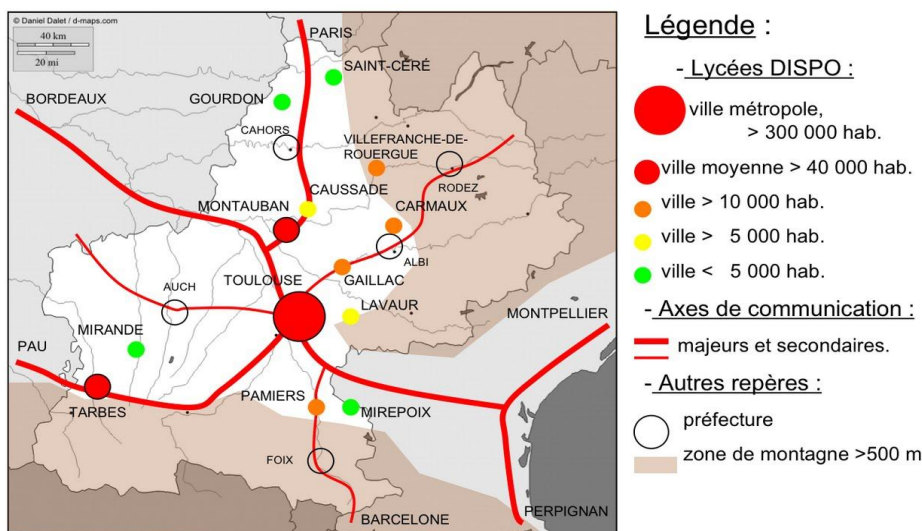 © Daniel Dalet / d-maps.com
40 km
20 mi
PARIS
SAINT-CÉRÉ
GOURDON
BORDEAUX
CAHORS
VILLEFRANCHE-DE-
ROUERGUE
RODEZ
CAUSSADE
MONTAUBAN
CARMAUX
ALBI
TOULOUSE
GAILLAC
AUCH
LAVAUR
MONTPELLIER
MIRANDE
PAU
TARBES
PAMIERS
MIREPOIX
FOIX
BARCELONE
PERPIGNAN
Légende :
- Lycées DISPO :
ville métropole,
> 300 000 hab.
ville moyenne > 40 000 hab.
ville > 10 000 hab.
ville > 5 000 hab.
ville < 5 000 hab.
- Axes de communication :
majeurs et secondaires.
- Autres repères :
préfecture
zone de montagne >500 m